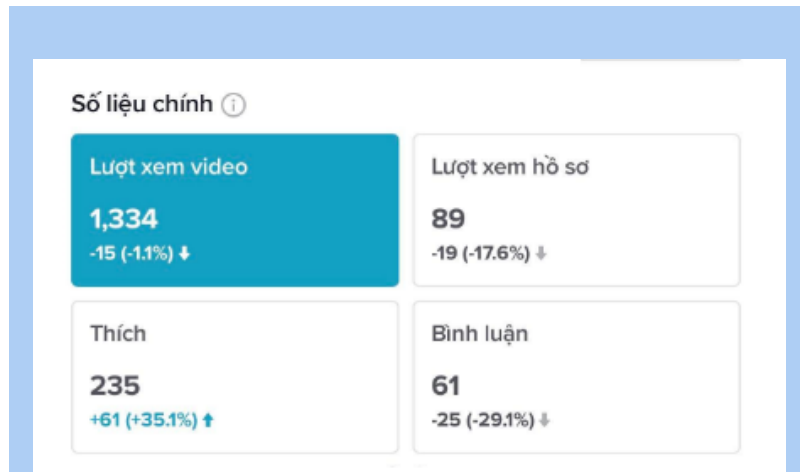 Số liệu chính
Lượt xem video
1,334
-15 (-1.1%)
Lượt xem hồ sơ
89
-19 (-17.6%)
Thích
235
+61 (+35.1%)
Bình luận
61
-25 (-29.1%)